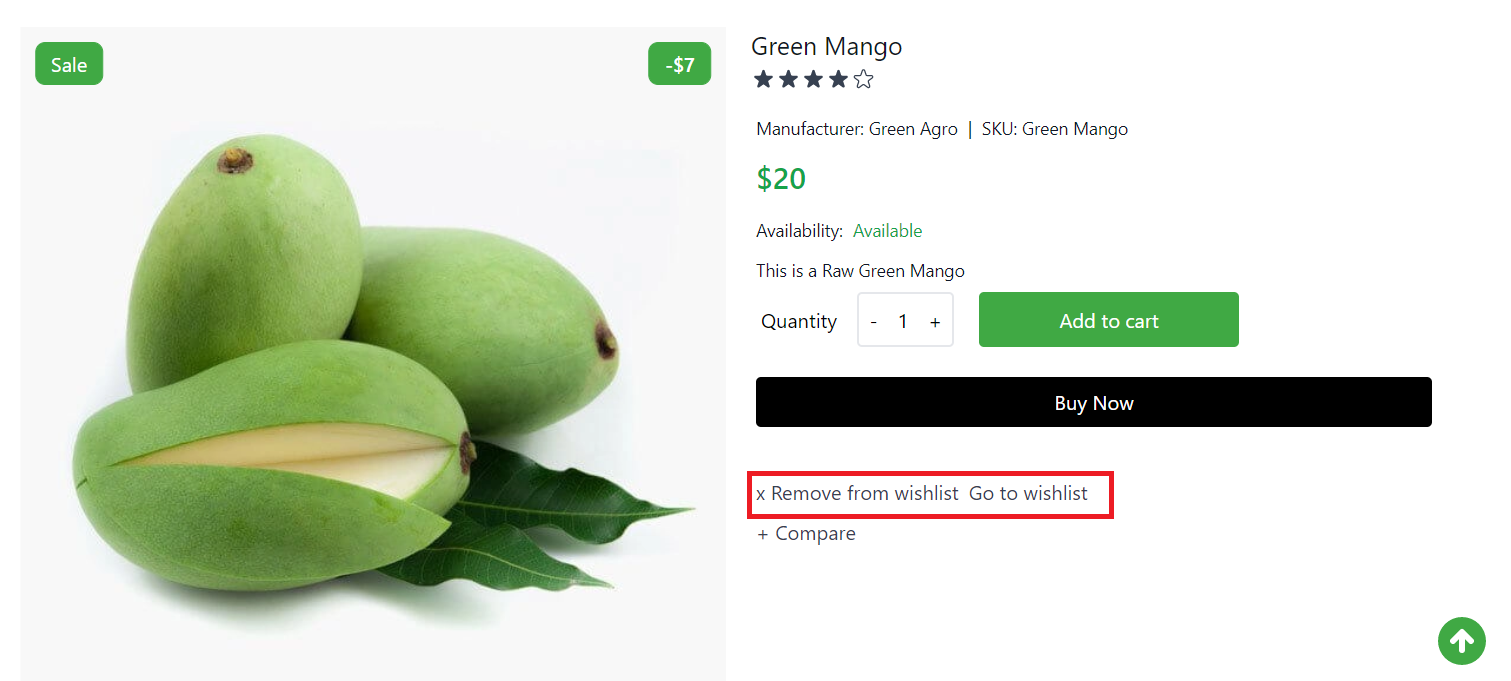 Sale
-$7
Green Mango
Manufacturer: Green Agro | SKU: Green Mango
$20
Availability: Available
This is a Raw Green Mango
Quantity - 1 + Add to cart
Buy Now
x Remove from wishlist Go to wishlist
+ Compare